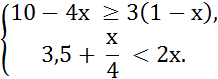 10 − 4x ≥ 3(1 − x),
3,5 + x/4 < 2x.